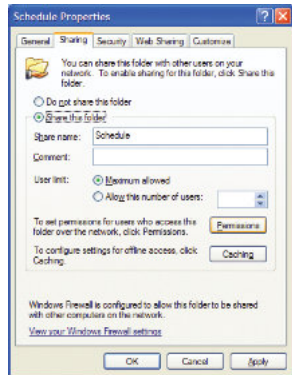 Schedule Properties
General Sharing Security Web Sharing Customize
You can share this folder with other users on your
network. To enable sharing for this folder, click Share this
folder.
Do not share this folder
Share this folder
Share name: Schedule
Comment:
User limit: Maximum allowed
Allow this number of users:
To set permissions for users who access this
folder over the network, click Permissions.
Permissions
To configure settings for offline access, click
Caching.
Caching
Windows Firewall is configured to allow this folder to be shared
with other computers on the network.
View your Windows Firewall settings
OK Cancel Apply